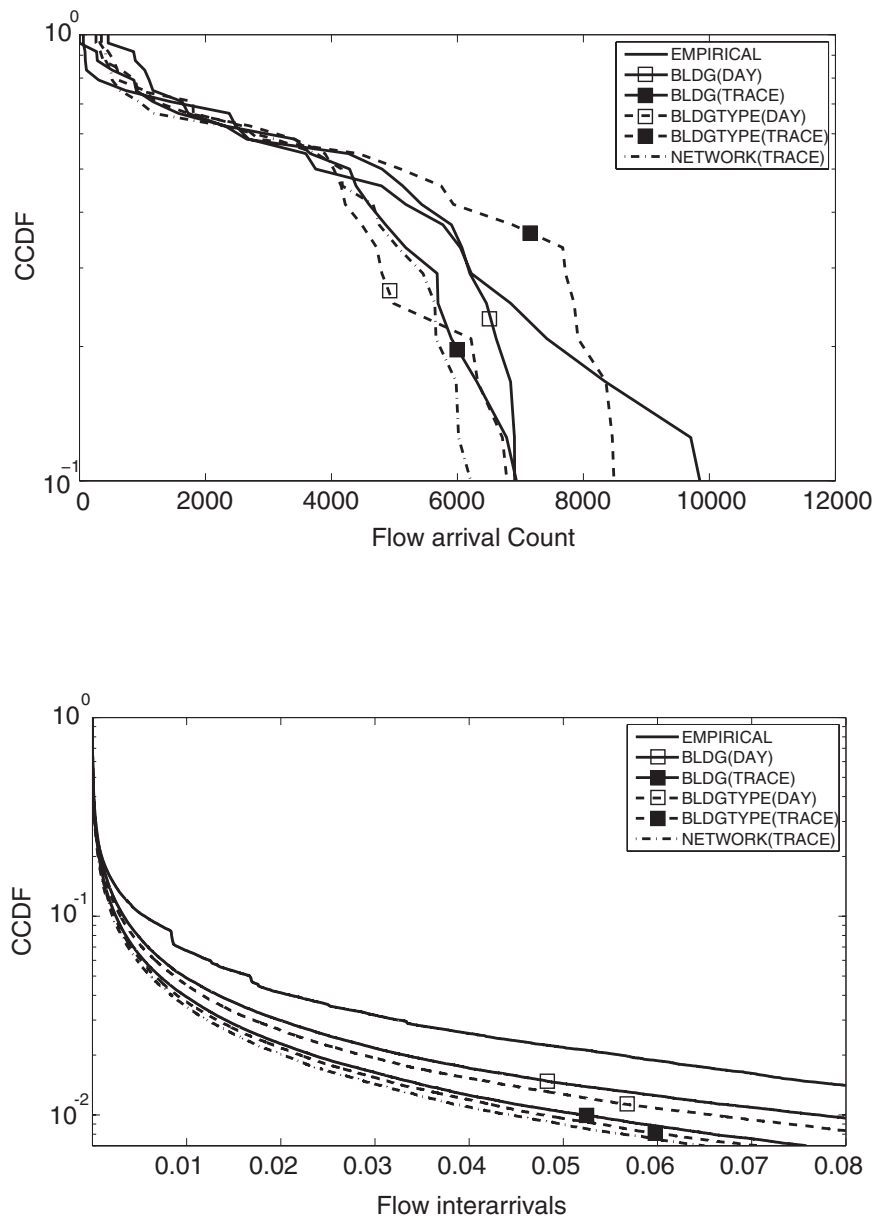 10^0
EMPIRICAL
BLDG(DAY)
BLDG(TRACE)
BLDGTYPE(DAY)
BLDGTYPE(TRACE)
NETWORK(TRACE)
CCDF
10^-1
0 2000 4000 6000 8000 10000 12000
Flow arrival Count
10^0
EMPIRICAL
BLDG(DAY)
BLDG(TRACE)
BLDGTYPE(DAY)
BLDGTYPE(TRACE)
NETWORK(TRACE)
10^-1
CCDF
10^-2
0.01 0.02 0.03 0.04 0.05 0.06 0.07 0.08
Flow interarrivals